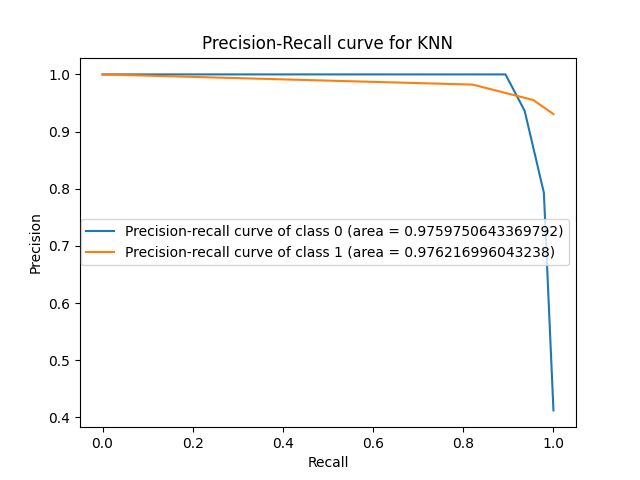 Precision-Recall curve for KNN
1.0
0.9
0.8
0.7
0.6
0.5
0.4
Precision
Precision-recall curve of class 0 (area = 0.9759750643369792)
Precision-recall curve of class 1 (area = 0.976216996043238)
0.0 0.2 0.4 0.6 0.8 1.0
Recall